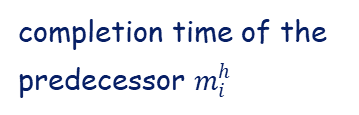 completion time of the
predecessor $m_i^h$